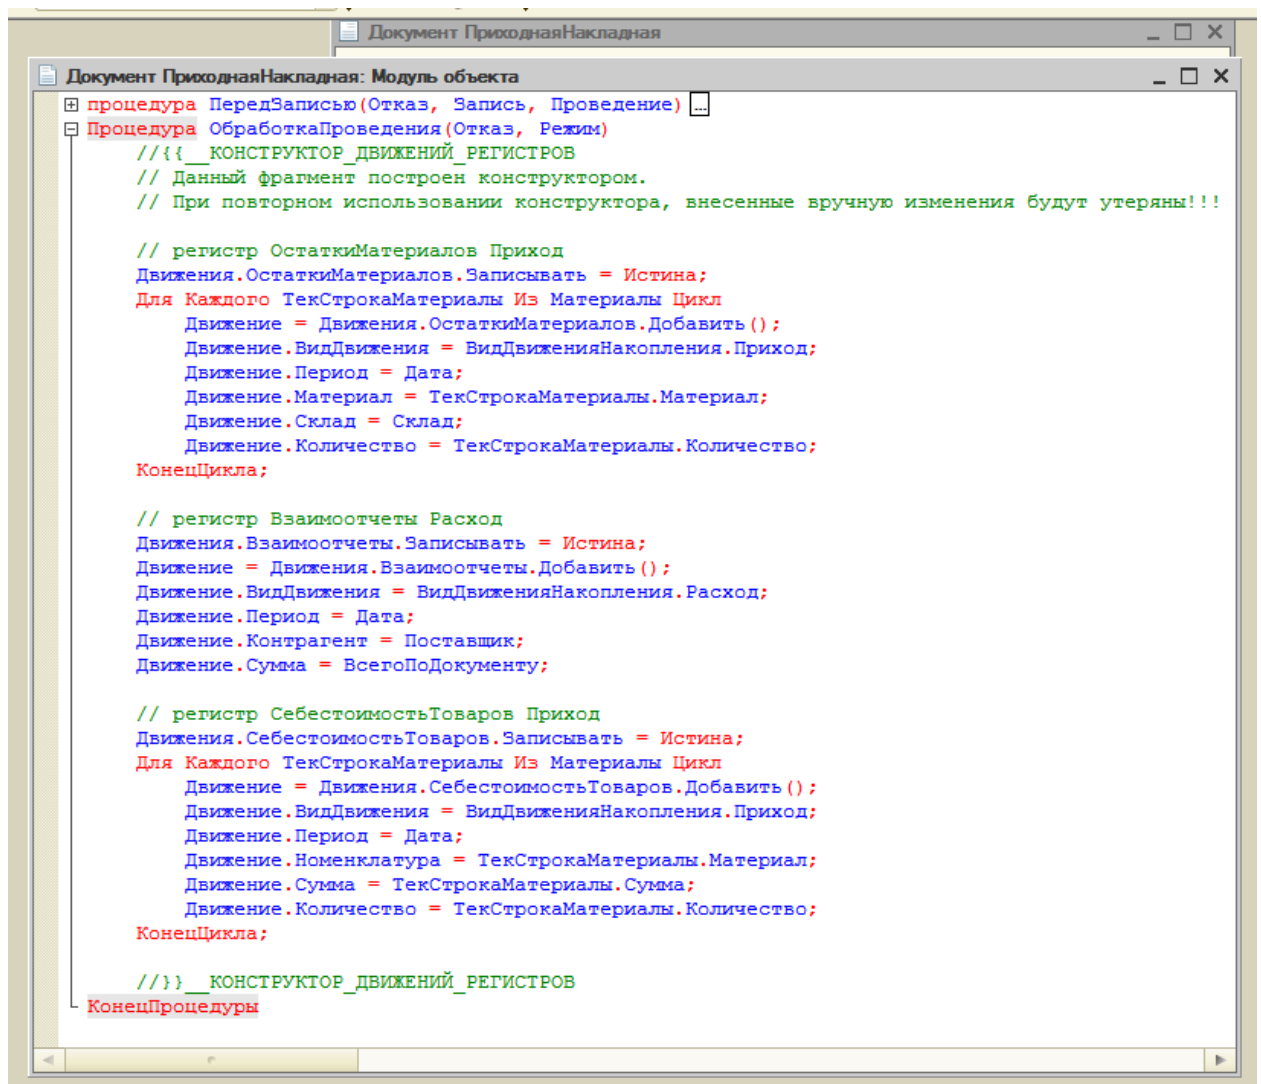 Документ ПриходнаяНакладная
Документ ПриходнаяНакладная: Модуль объекта
процедура ПередЗаписью(Отказ, Запись, Проведение) ...
Процедура ОбработкаПроведения(Отказ, Режим)
//{{__КОНСТРУКТОР_ДВИЖЕНИЙ_РЕГИСТРОВ
// Данный фрагмент построен конструктором.
// При повторном использовании конструктора, внесенные вручную изменения будут утеряны!!!
// регистр ОстаткиМатериалов Приход
Движения.ОстаткиМатериалов.Записывать = Истина;
Для Каждого ТекСтрокаМатериалы Из Материалы Цикл
Движение = Движения.ОстаткиМатериалов.Добавить();
Движение.ВидДвижения = ВидДвиженияНакопления.Приход;
Движение.Период = Дата;
Движение.Материал = ТекСтрокаМатериалы.Материал;
Движение.Склад = Склад;
Движение.Количество = ТекСтрокаМатериалы.Количество;
КонецЦикла;
// регистр Взаимоотчеты Расход
Движения.Взаимоотчеты.Записывать = Истина;
Движение = Движения.Взаимоотчеты.Добавить();
Движение.ВидДвижения = ВидДвиженияНакопления.Расход;
Движение.Период = Дата;
Движение.Контрагент = Поставщик;
Движение.Сумма = ВсегоПоДокументу;
// регистр СебестоимостьТоваров Приход
Движения.СебестоимостьТоваров.Записывать = Истина;
Для Каждого ТекСтрокаМатериалы Из Материалы Цикл
Движение = Движения.СебестоимостьТоваров.Добавить();
Движение.ВидДвижения = ВидДвиженияНакопления.Приход;
Движение.Период = Дата;
Движение.Номенклатура = ТекСтрокаМатериалы.Материал;
Движение.Сумма = ТекСтрокаМатериалы.Сумма;
Движение.Количество = ТекСтрокаМатериалы.Количество;
КонецЦикла;
//}}__КОНСТРУКТОР_ДВИЖЕНИЙ_РЕГИСТРОВ
КонецПроцедуры